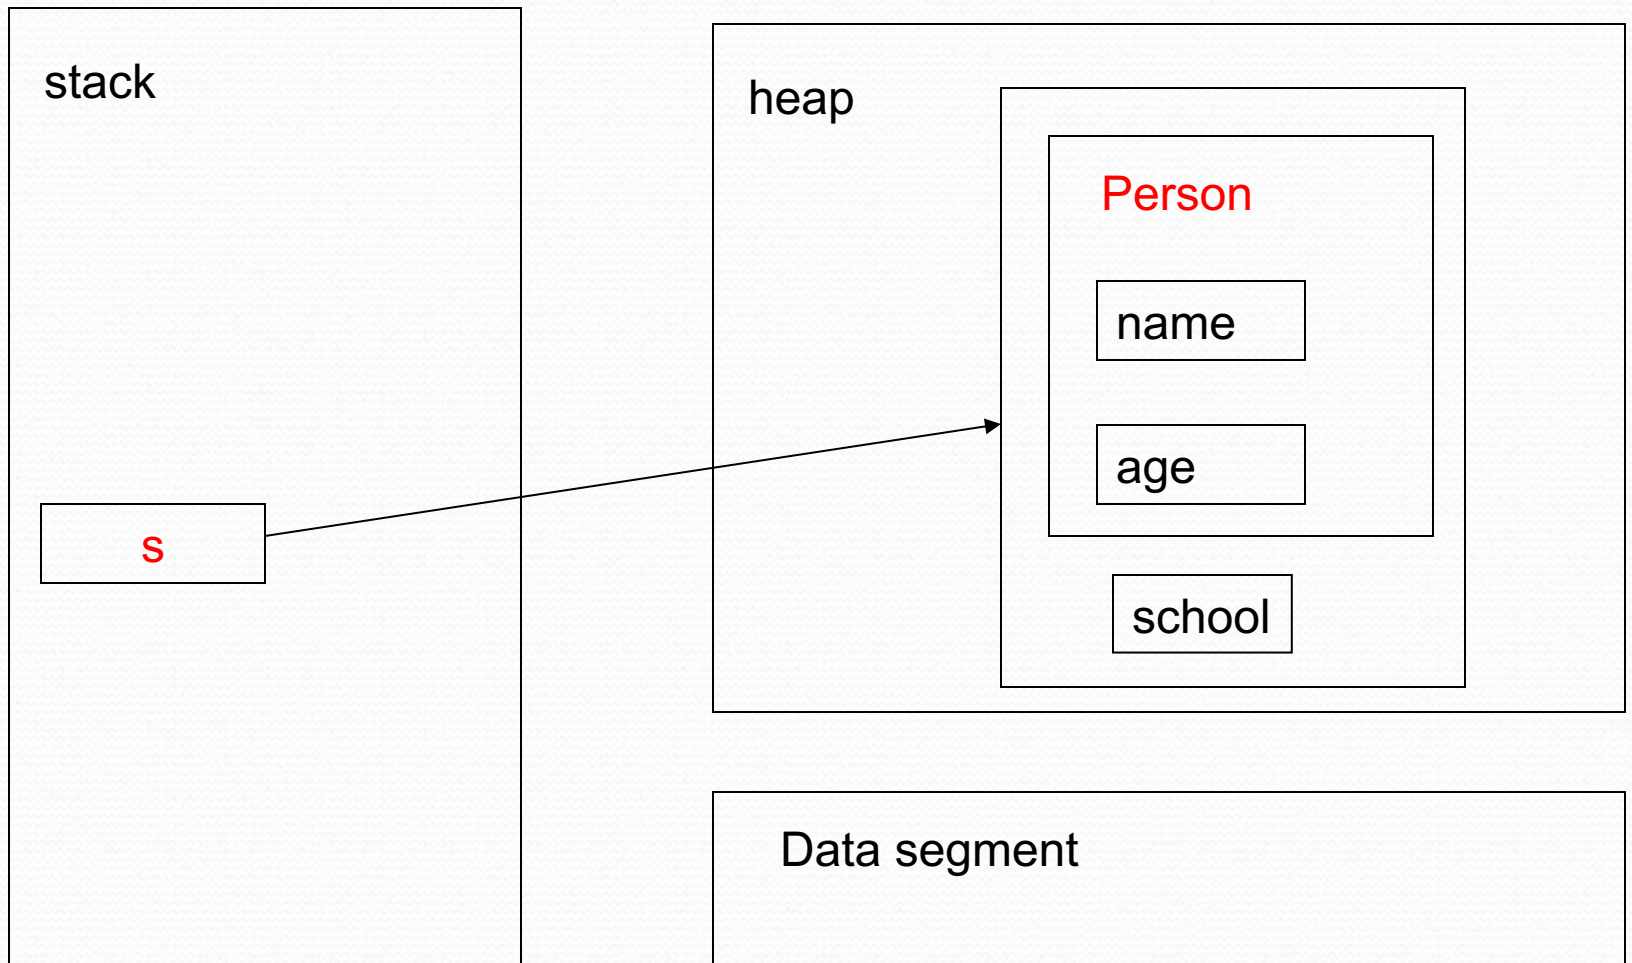 stack
heap
Person
name
age
s
school
Data segment